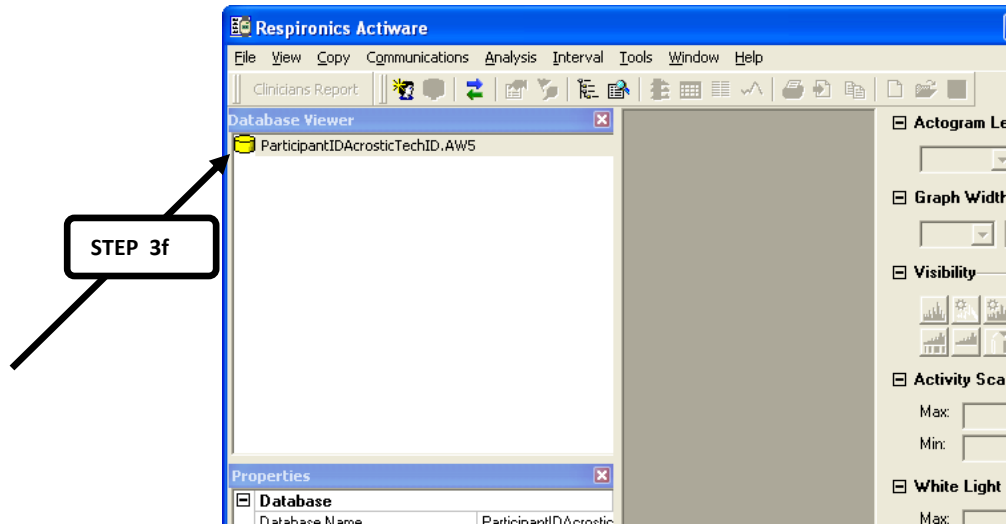 Respironics Actiware
File View Copy Communications Analysis Interval Tools Window Help
Clinicians Report
Database Viewer
ParticipantIDAcrosticTechID.AW5
STEP 3f
Properties
Database
Database Name ParticipantIDAcrostic
Actogram Le
Graph Width
Visibility
Activity Sca
Max:
Min:
White Light
Max: